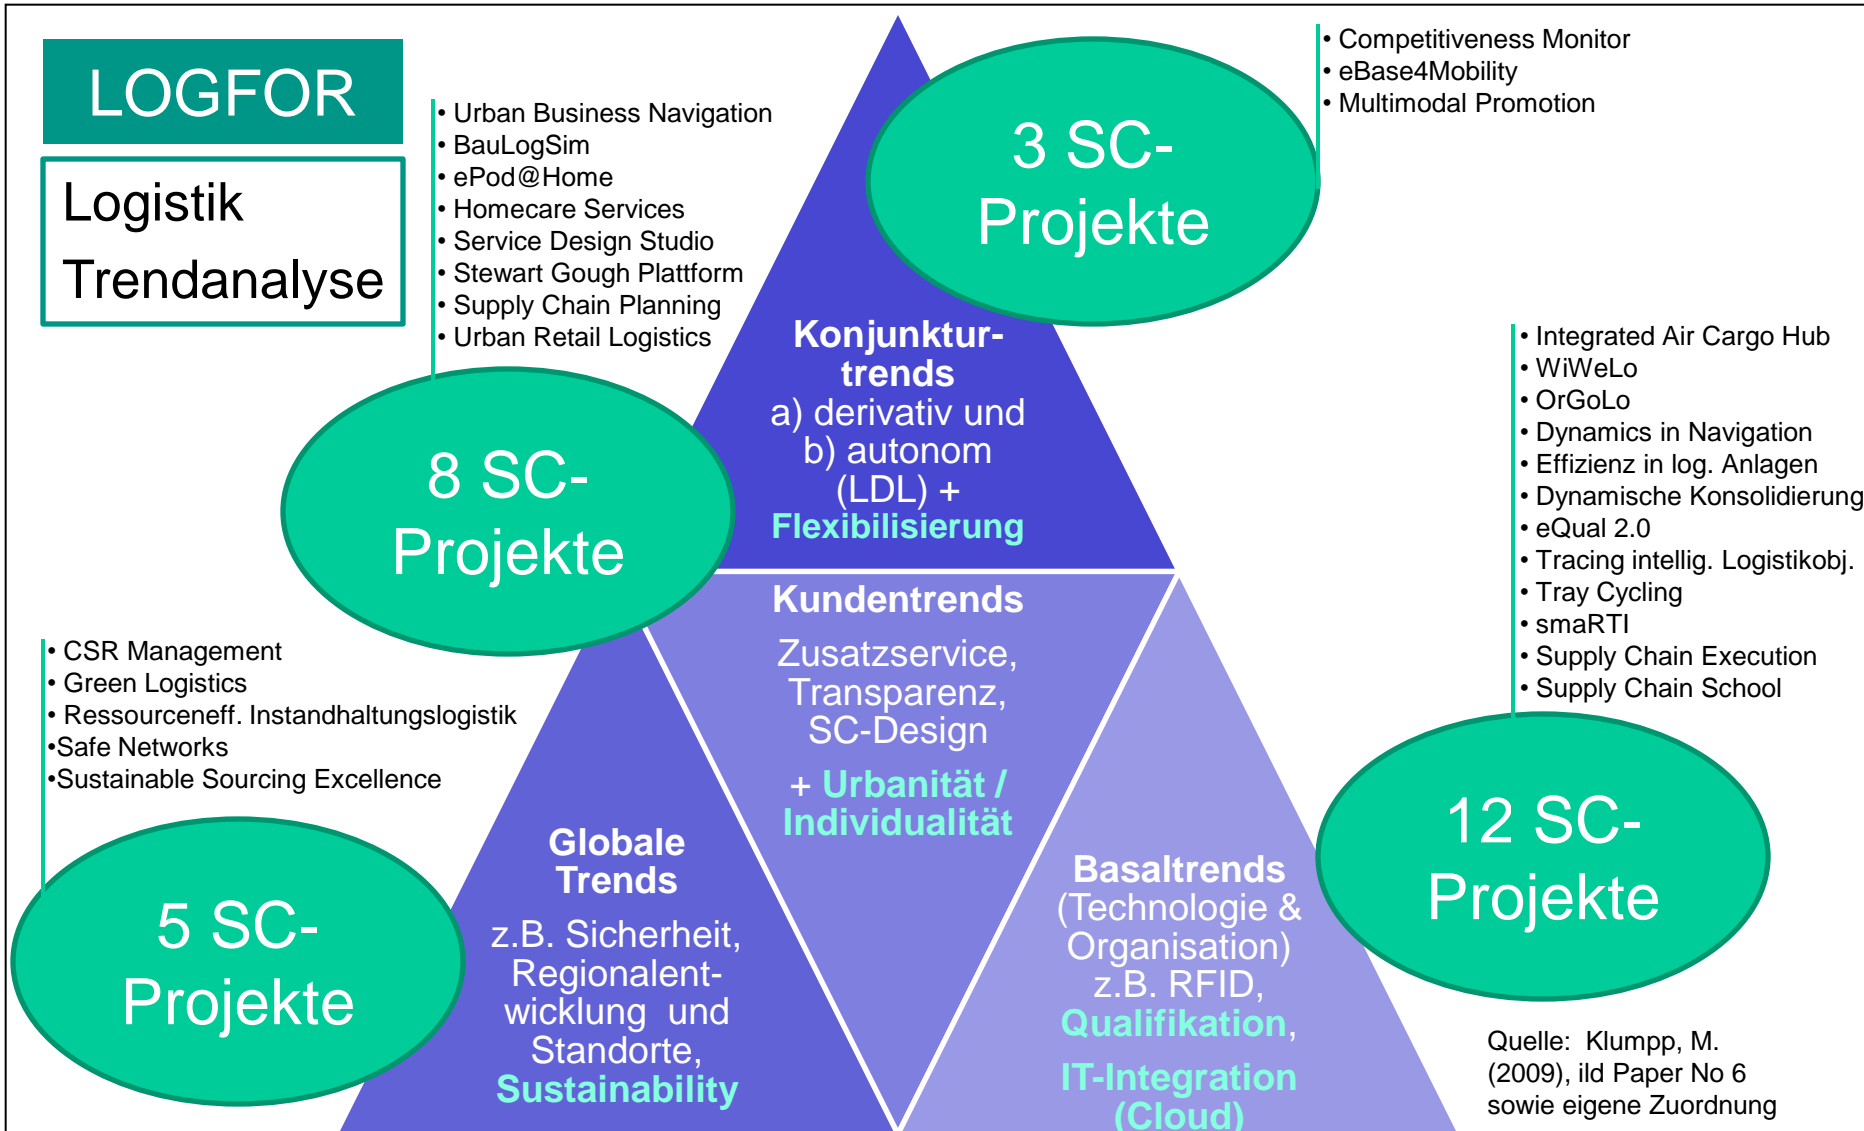 LOGFOR
Logistik
Trendanalyse
• Urban Business Navigation
• BauLogSim
• ePod@Home
• Homecare Services
• Service Design Studio
• Stewart Gough Plattform
• Supply Chain Planning
• Urban Retail Logistics
8 SC-
Projekte
3 SC-
Projekte
• Competitiveness Monitor
• eBase4Mobility
• Multimodal Promotion
Konjunktur-
trends
a) derivativ und
b) autonom
(LDL) +
Flexibilisierung
Kundentrends
Zusatzservice,
Transparenz,
SC-Design
+ Urbanität /
Individualität
• Integrated Air Cargo Hub
• WiWeLo
• OrGoLo
• Dynamics in Navigation
• Effizienz in log. Anlagen
• Dynamische Konsolidierung
• eQual 2.0
• Tracing intellig. Logistikobj.
• Tray Cycling
• smaRTI
• Supply Chain Execution
• Supply Chain School
12 SC-
Projekte
• CSR Management
• Green Logistics
• Ressourceneff. Instandhaltungslogistik
•Safe Networks
•Sustainable Sourcing Excellence
5 SC-
Projekte
Globale
Trends
z.B. Sicherheit,
Regionalent-
wicklung und
Standorte,
Sustainability
Basaltrends
(Technologie &
Organisation)
z.B. RFID,
Qualifikation,
IT-Integration
(Cloud)
Quelle: Klumpp, M.
(2009), ild Paper No 6
sowie eigene Zuordnung